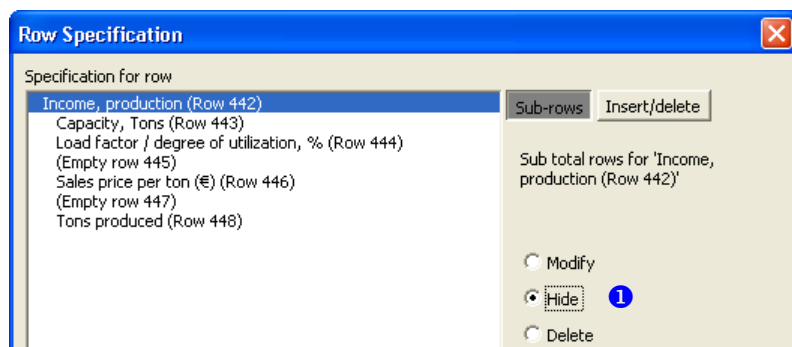 Row Specification
Specification for row
Income, production (Row 442)
Capacity, Tons (Row 443)
Load factor / degree of utilization, % (Row 444)
(Empty row 445)
Sales price per ton (€) (Row 446)
(Empty row 447)
Tons produced (Row 448)
Sub-rows Insert/delete
Sub total rows for 'Income,
production (Row 442)'
Modify
Hide ❶
Delete